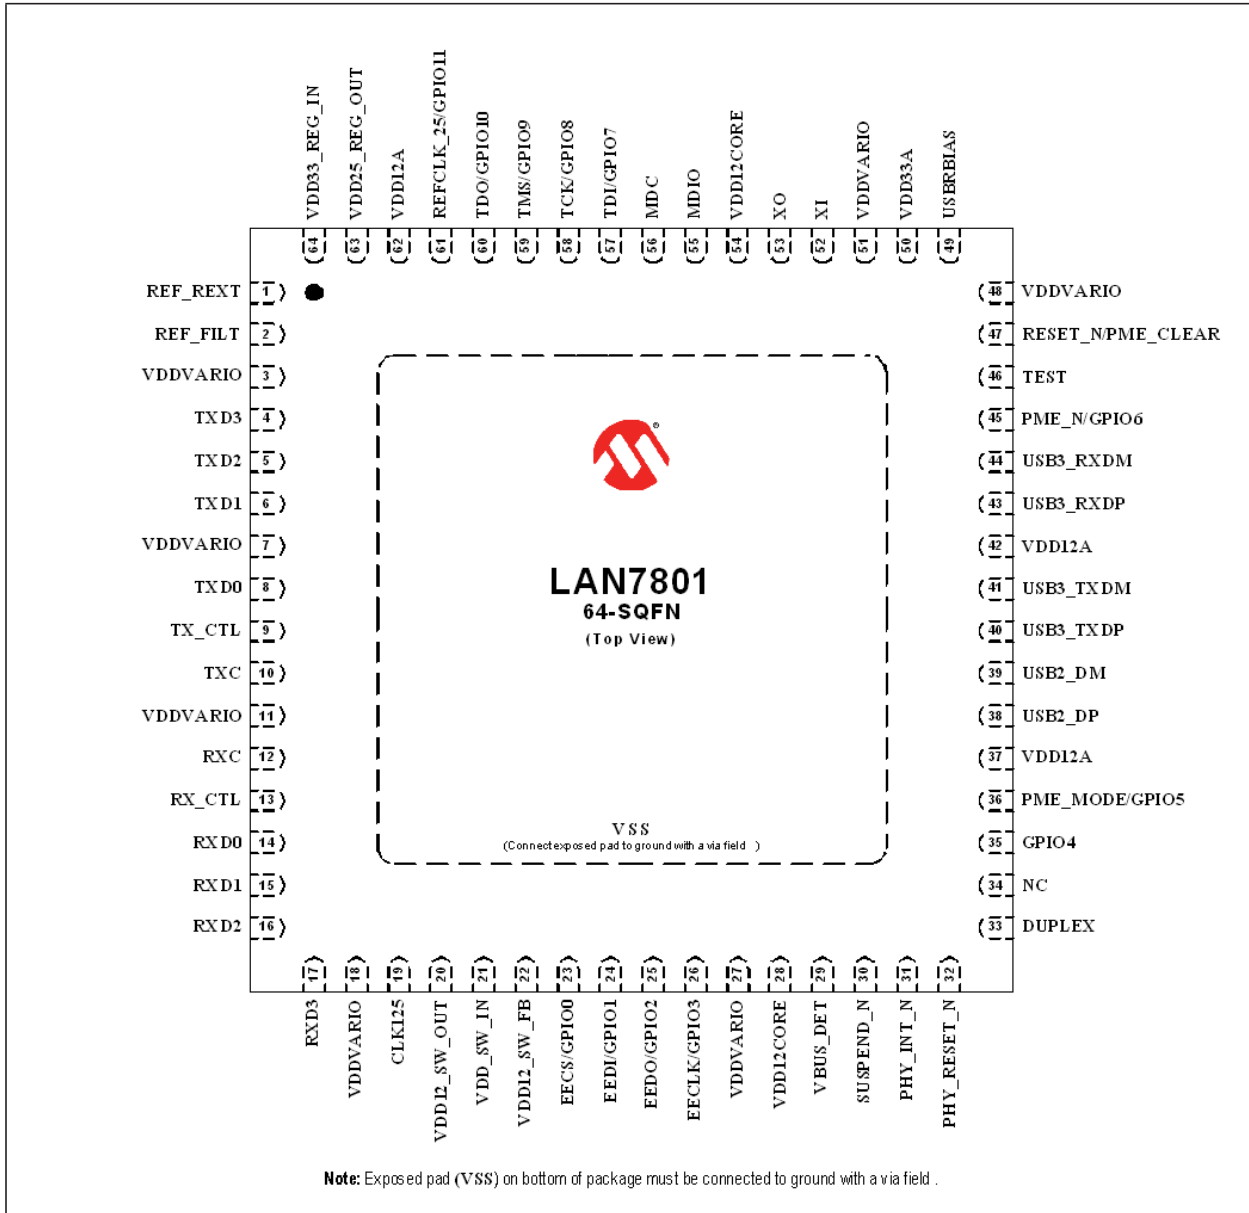 VDD33_REG_IN
VDD25_REG_OUT
VDD12A
REFCLK_25/GPIO11
TDO/GPIO10
TMS/GPIO9
TCK/GPIO8
TDI/GPIO7
MDC
MDIO
VDD12CORE
XO
XI
VDDVARIO
VDD33A
USBRBIAS
64
63
62
61
60
59
58
57
56
55
54
53
52
51
50
49
REF_REXT 1
REF_FILT 2
VDDVARIO 3
TXD3 4
TXD2 5
TXD1 6
VDDVARIO 7
TXD0 8
TX_CTL 9
TXC 10
VDDVARIO 11
RXC 12
RX_CTL 13
RXD0 14
RXD1 15
RXD2 16
®
LAN7801
64-SQFN
(Top View)
VSS
(Connectexposed pad to ground with a via field )
48 VDDVARIO
47 RESET_N/PME_CLEAR
46 TEST
45 PME_N/GPIO6
44 USB3_RXDM
43 USB3_RXDP
42 VDD12A
41 USB3_TXDM
40 USB3_TXDP
39 USB2_DM
38 USB2_DP
37 VDD12A
36 PME_MODE/GPIO5
35 GPIO4
34 NC
33 DUPLEX
17
18
19
20
21
22
23
24
25
26
27
28
29
30
31
32
RXD3
VDDVARIO
CLK125
VDD12_SW_OUT
VDD_SW_IN
VDD12_SW_FB
EECS/GPIO0
EEDI/GPIO1
EEDO/GPIO2
EECLK/GPIO3
VDDVARIO
VDD12CORE
VBUS_DET
SUSPEND_N
PHY_INT_N
PHY_RESET_N
Note: Exposed pad (VSS) on bottom of package must be connected to ground with a via field .